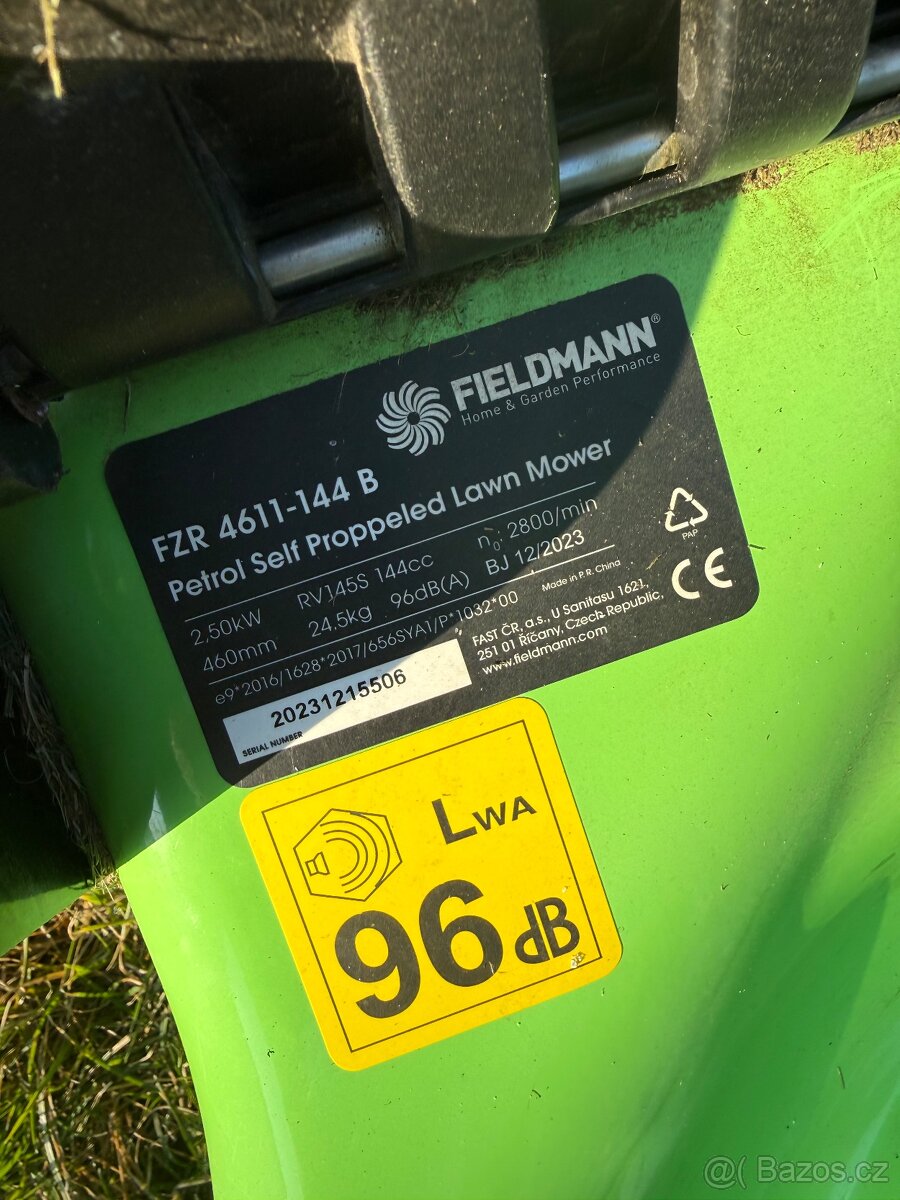 FIELDMANN®
Home & Garden Performance
FZR 4611-144 B
Petrol Self Proppeled Lawn Mower
2,50kW RV145S 144cc n0: 2800/min
460mm 24.5kg 96dB(A) BJ 12/2023
e9*2016/1628*2017/656SYA1/P*1032*00 Made in P.R. China
FAST ČR, a.s., U Sanitasu 1621,
251 01 Říčany, Czech Republic,
www.fieldmann.com
PAP
CE
20231215506
SERIAL NUMBER
LWA
96 dB
@( Bazos.cz